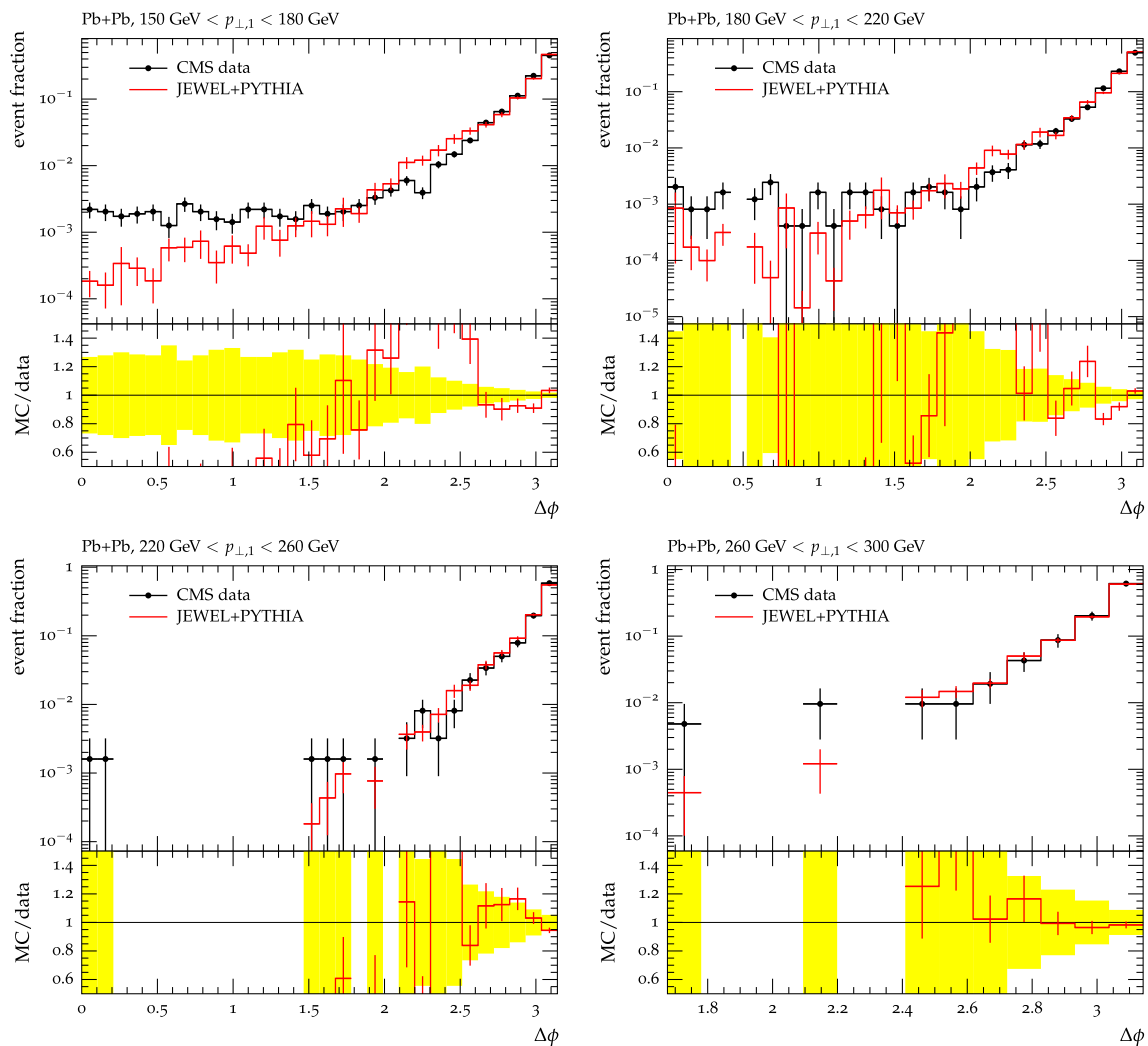 Pb+Pb, 150 GeV < p⊥,1 < 180 GeV
CMS data
JEWEL+PYTHIA
event fraction
10⁻¹
10⁻²
10⁻³
10⁻⁴
MC/data
1.4
1.2
1
0.8
0.6
0 0.5 1 1.5 2 2.5 3
Δϕ
Pb+Pb, 180 GeV < p⊥,1 < 220 GeV
CMS data
JEWEL+PYTHIA
event fraction
10⁻¹
10⁻²
10⁻³
10⁻⁴
10⁻⁵
MC/data
1.4
1.2
1
0.8
0.6
0 0.5 1 1.5 2 2.5 3
Δϕ
Pb+Pb, 220 GeV < p⊥,1 < 260 GeV
CMS data
JEWEL+PYTHIA
event fraction
1
10⁻¹
10⁻²
10⁻³
10⁻⁴
MC/data
1.4
1.2
1
0.8
0.6
0 0.5 1 1.5 2 2.5 3
Δϕ
Pb+Pb, 260 GeV < p⊥,1 < 300 GeV
CMS data
JEWEL+PYTHIA
event fraction
1
10⁻¹
10⁻²
10⁻³
10⁻⁴
MC/data
1.4
1.2
1
0.8
0.6
1.8 2 2.2 2.4 2.6 2.8 3
Δϕ